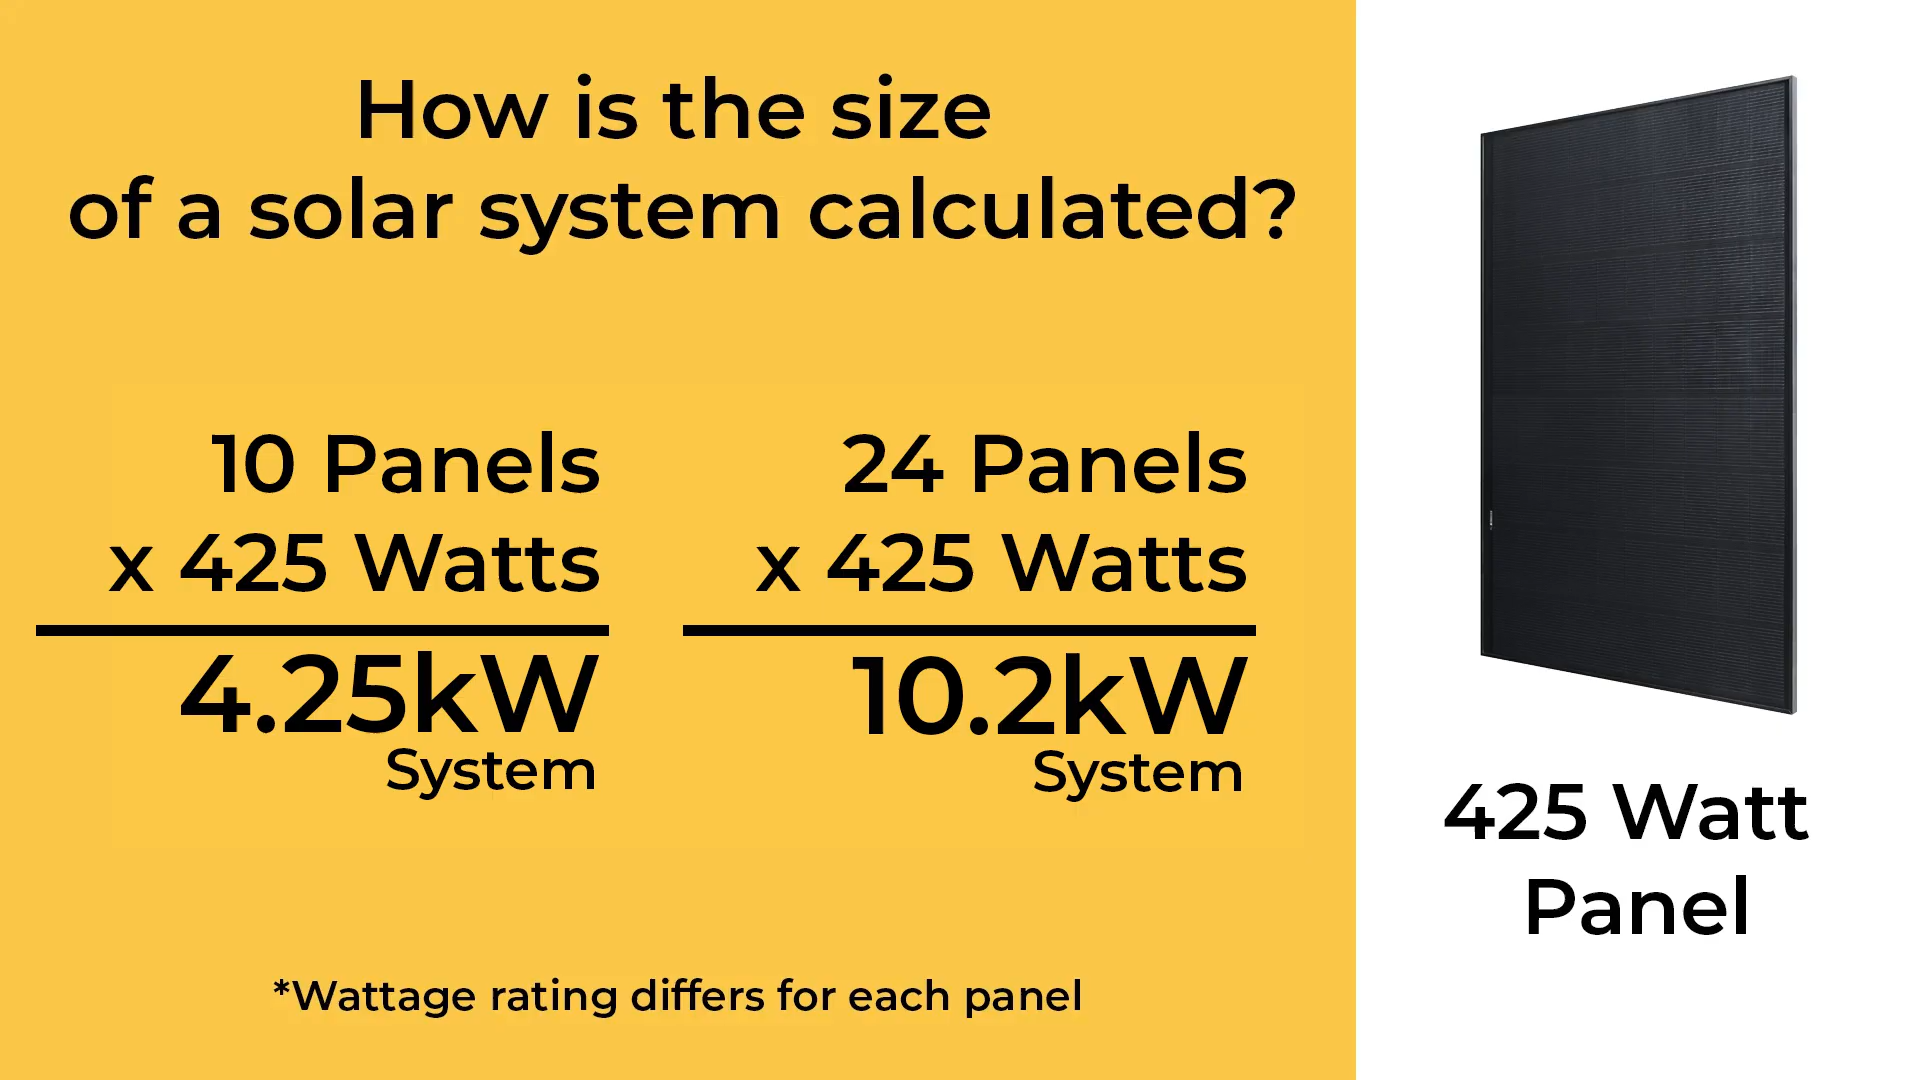 How is the size
of a solar system calculated?
10 Panels
x 425 Watts
4.25kW
System
24 Panels
x 425 Watts
10.2kW
System
*Wattage rating differs for each panel
425 Watt
Panel